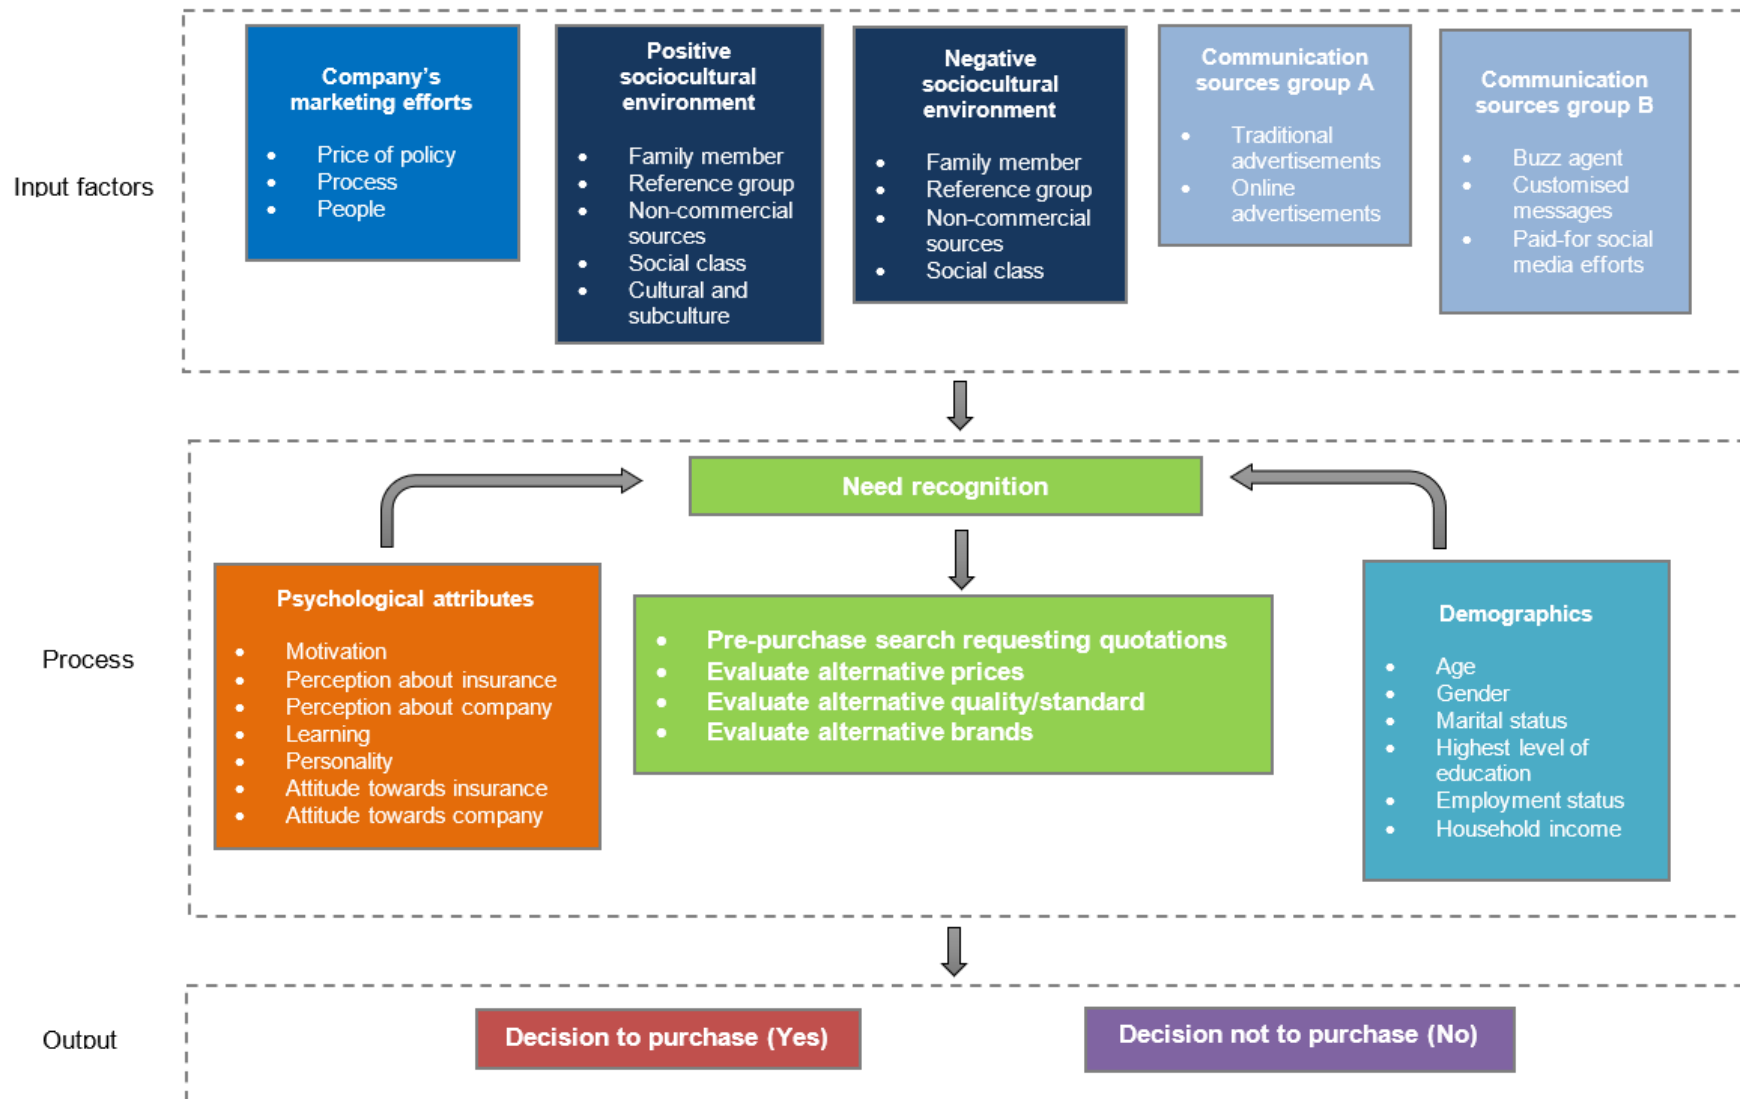 Input factors
Company's
marketing efforts
• Price of policy
• Process
• People
Positive
sociocultural
environment
• Family member
• Reference group
• Non-commercial
sources
• Social class
• Cultural and
subculture
Negative
sociocultural
environment
• Family member
• Reference group
• Non-commercial
sources
• Social class
Communication
sources group A
• Traditional
advertisements
• Online
advertisements
Communication
sources group B
• Buzz agent
• Customised
messages
• Paid-for social
media efforts
Process
Need recognition
Psychological attributes
• Motivation
• Perception about insurance
• Perception about company
• Learning
• Personality
• Attitude towards insurance
• Attitude towards company
• Pre-purchase search requesting quotations
• Evaluate alternative prices
• Evaluate alternative quality/standard
• Evaluate alternative brands
Demographics
• Age
• Gender
• Marital status
• Highest level of
education
• Employment status
• Household income
Output
Decision to purchase (Yes)
Decision not to purchase (No)